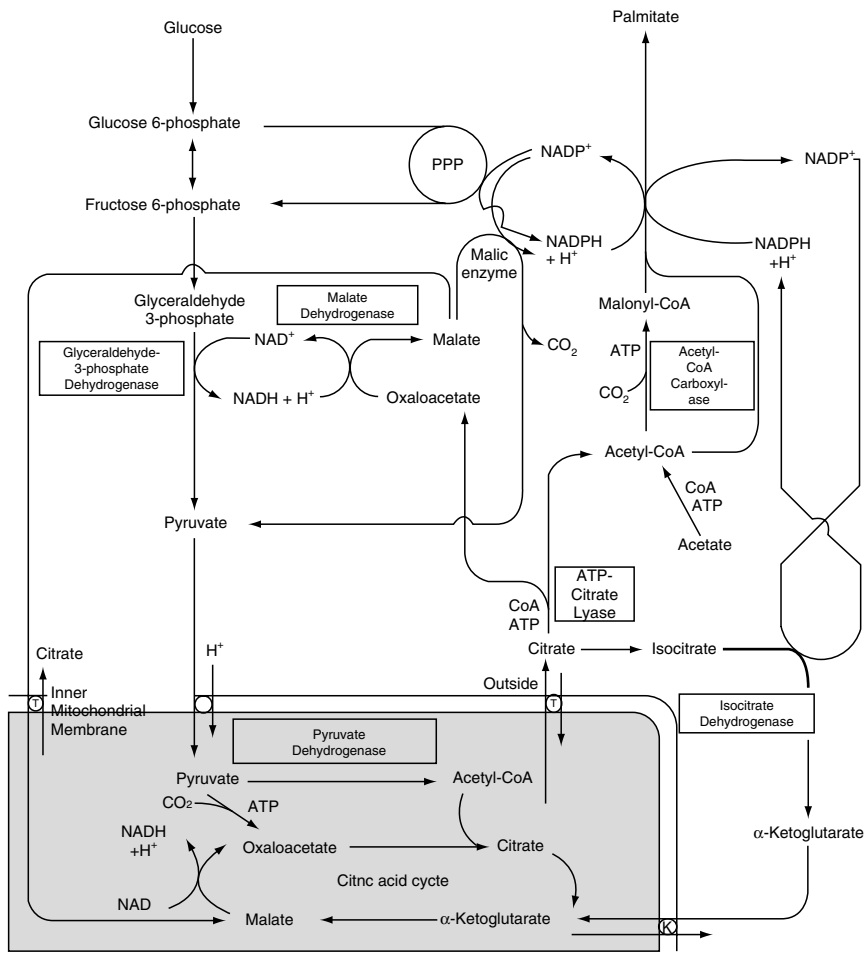 Palmitate
Glucose
Glucose 6-phosphate
PPP
NADP⁺
NADP⁺
Fructose 6-phosphate
NADPH
+ H⁺
NADPH
+H⁺
Malic
enzyme
Glyceraldehyde
3-phosphate
Malate
Dehydrogenase
Malonyl-CoA
Glyceraldehyde-
3-phosphate
Dehydrogenase
NAD⁺
Malate
CO₂
ATP
CO₂
Acetyl-
CoA
Carboxyl-
ase
NADH + H⁺
Oxaloacetate
Acetyl-CoA
CoA
ATP
Pyruvate
Acetate
ATP-
Citrate
Lyase
CoA
ATP
Citrate
H⁺
Citrate
Isocitrate
Outside
T
Inner
Mitochondrial
Membrane
T
Isocitrate
Dehydrogenase
Pyruvate
Dehydrogenase
Pyruvate
Acetyl-CoA
CO₂
ATP
NADH
+H⁺
Oxaloacetate
Citrate
α-Ketoglutarate
Citnc acid cycte
NAD
Malate
α-Ketoglutarate
K